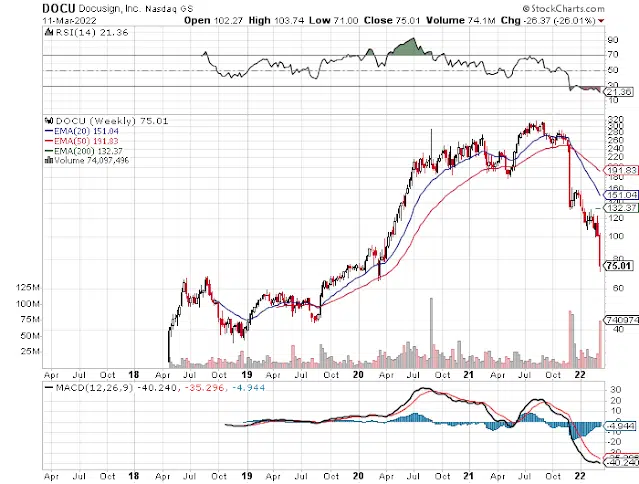 DOCU Docusign, Inc. Nasdaq GS © StockCharts.com
11-Mar-2022 Open 102.27 High 103.74 Low 71.00 Close 75.01 Volume 74.1M Chg -26.37 (-26.01%)
RSI(14) 21.36
90
70
50
30
21.36
10
DOCU (Weekly) 75.01
EMA(20) 151.04
EMA(50) 191.83
EMA(200) 132.37
Volume 74,097,496
320
300
280
260
240
220
200
191.83
180
160
151.04
140
132.37
120
100
80
75.01
60
740974
40
125M
100M
75M
50M
25M
Apr Jul Oct 18 Apr Jul Oct 19 Apr Jul Oct 20 Apr Jul Oct 21 Apr Jul Oct 22
MACD(12,26,9) -40.240, -35.296, -4.944
30
20
10
-4.944
-10
-40.240
Apr Jul Oct 18 Apr Jul Oct 19 Apr Jul Oct 20 Apr Jul Oct 21 Apr Jul Oct 22